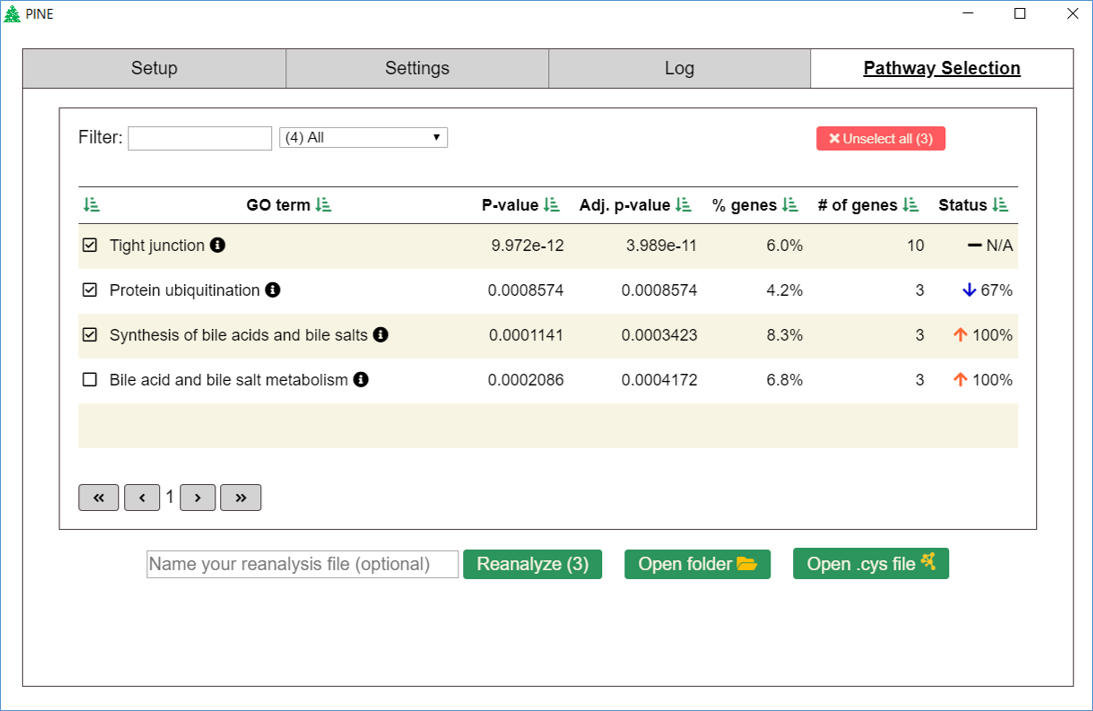 PINE
Setup Settings Log Pathway Selection
Filter: (4) All Unselect all (3)
GO term P-value Adj. p-value % genes # of genes Status
Tight junction 9.972e-12 3.989e-11 6.0% 10 N/A
Protein ubiquitination 0.0008574 0.0008574 4.2% 3 67%
Synthesis of bile acids and bile salts 0.0001141 0.0003423 8.3% 3 100%
Bile acid and bile salt metabolism 0.0002086 0.0004172 6.8% 3 100%
« ‹ 1 › »
Name your reanalysis file (optional) Reanalyze (3) Open folder Open .cys file